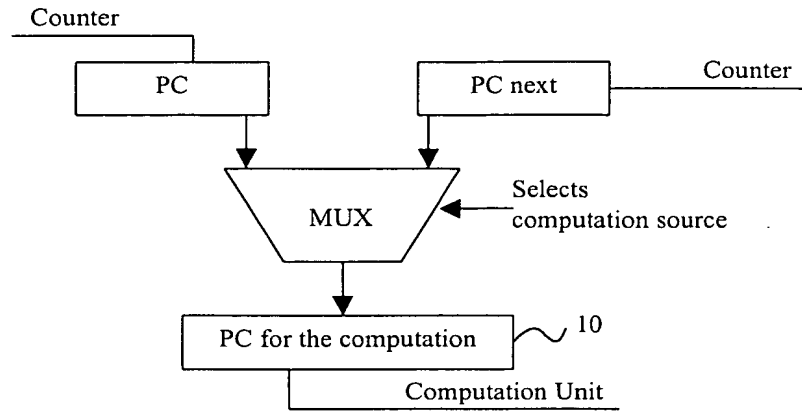 Counter
PC
PC next
Counter
MUX
Selects
computation source
PC for the computation
10
Computation Unit